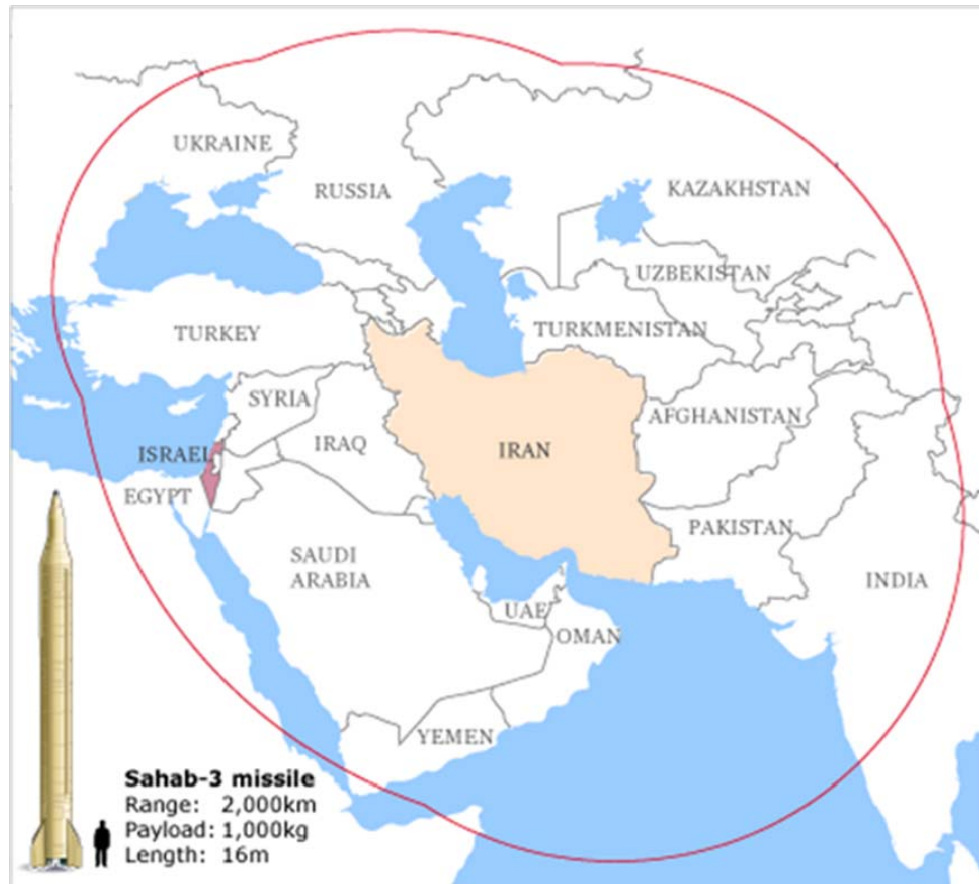 UKRAINE
RUSSIA
KAZAKHSTAN
UZBEKISTAN
TURKEY
TURKMENISTAN
SYRIA
AFGHANISTAN
ISRAEL
IRAQ
IRAN
EGYPT
PAKISTAN
SAUDI
ARABIA
INDIA
UAE
OMAN
YEMEN
Sahab-3 missile
Range: 2,000km
Payload: 1,000kg
Length: 16m